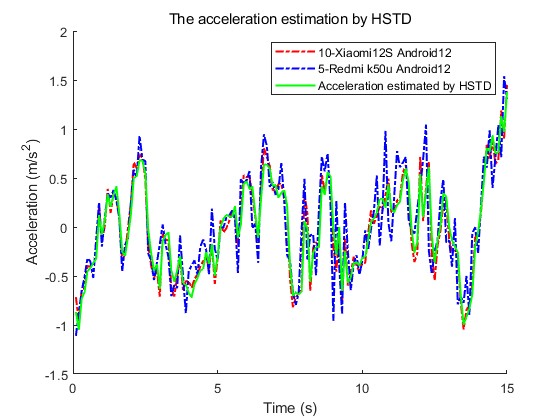 The acceleration estimation by HSTD
2
1.5
1
0.5
0
-0.5
-1
-1.5
Acceleration (m/s²)
10-Xiaomi12S Android12
5-Redmi k50u Android12
Acceleration estimated by HSTD
0
5
10
15
Time (s)